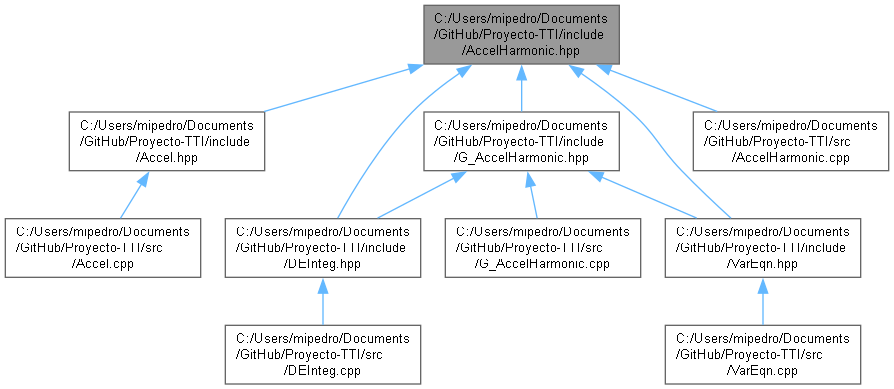 C:/Users/mipedro/Documents
/GitHub/Proyecto-TTI/include
/AccelHarmonic.hpp
C:/Users/mipedro/Documents
/GitHub/Proyecto-TTI/include
/Accel.hpp
C:/Users/mipedro/Documents
/GitHub/Proyecto-TTI/include
/G_AccelHarmonic.hpp
C:/Users/mipedro/Documents
/GitHub/Proyecto-TTI/src
/AccelHarmonic.cpp
C:/Users/mipedro/Documents
/GitHub/Proyecto-TTI/src
/Accel.cpp
C:/Users/mipedro/Documents
/GitHub/Proyecto-TTI/include
/DEInteg.hpp
C:/Users/mipedro/Documents
/GitHub/Proyecto-TTI/src
/G_AccelHarmonic.cpp
C:/Users/mipedro/Documents
/GitHub/Proyecto-TTI/include
/VarEqn.hpp
C:/Users/mipedro/Documents
/GitHub/Proyecto-TTI/src
/DEInteg.cpp
C:/Users/mipedro/Documents
/GitHub/Proyecto-TTI/src
/VarEqn.cpp